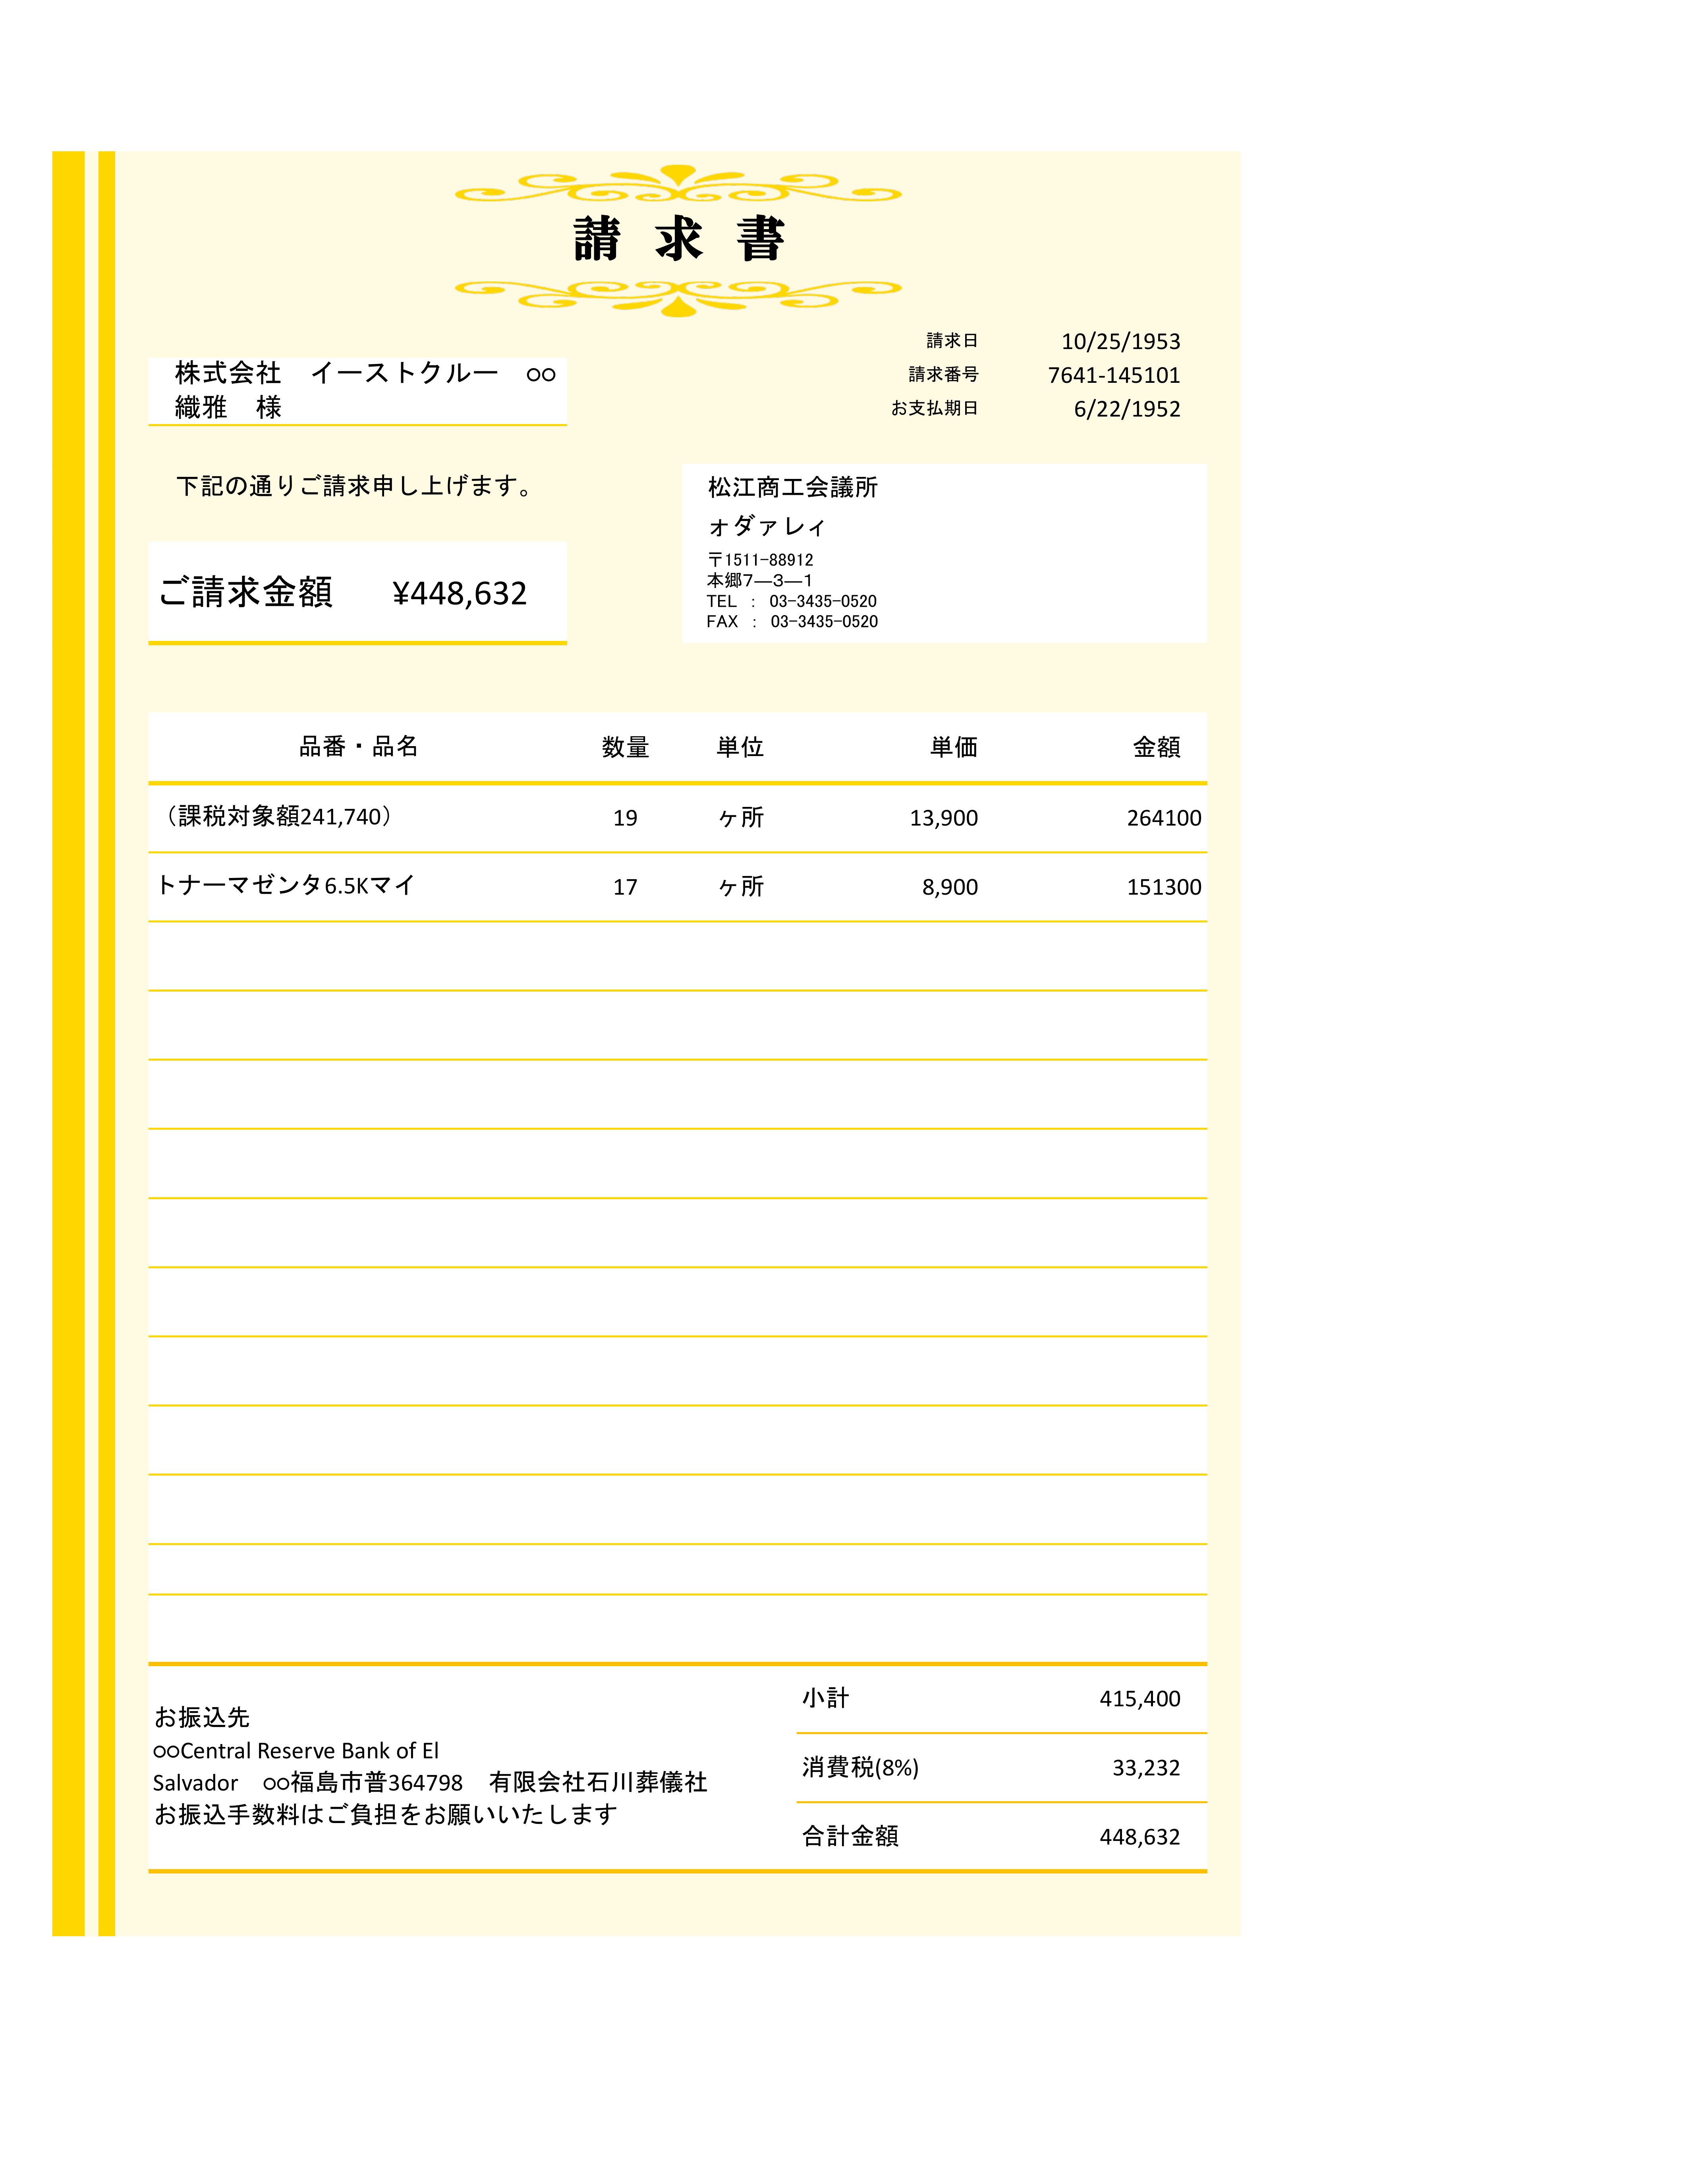 請 求 書
請求日 10/25/1953
請求番号 7641-145101
お支払期日 6/22/1952
株式会社　イーストクルー　○○
織雅　様
下記の通りご請求申し上げます。
ご請求金額 ¥448,632
松江商工会議所
ォダァレィ
〒1511-88912
本郷7―3―1
TEL ： 03-3435-0520
FAX ： 03-3435-0520
品番・品名 数量 単位 単価 金額
（課税対象額241,740） 19 ヶ所 13,900 264100
トナーマゼンタ6.5Kマイ 17 ヶ所 8,900 151300
小計 415,400
消費税(8%) 33,232
合計金額 448,632
お振込先
○○Central Reserve Bank of El
Salvador　○○福島市普364798　有限会社石川葬儀社
お振込手数料はご負担をお願いいたします